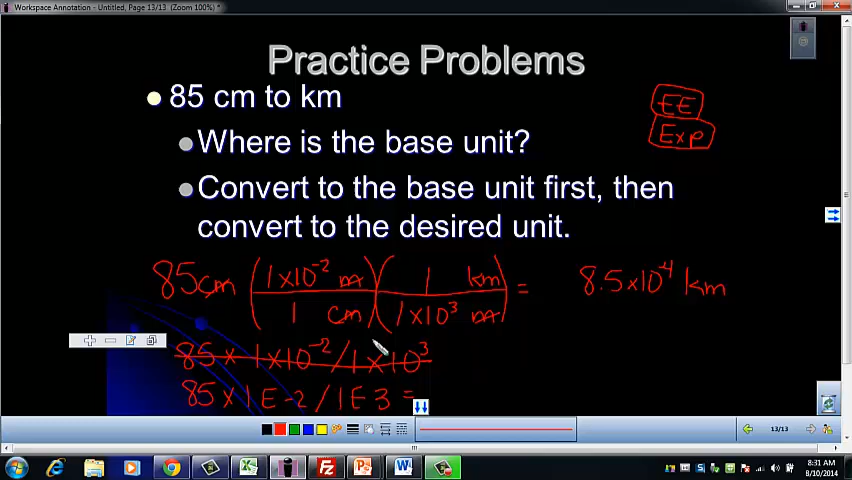 Workspace Annotation - Untitled, Page 13/13 (Zoom 100%) *
Practice Problems
85 cm to km
EE
Exp
Where is the base unit?
Convert to the base unit first, then
convert to the desired unit.
85cm (1x10⁻² m / 1 cm)(1 km / 1x10³ m) = 8.5x10⁻⁴ km
85 x 1x10⁻² / 1x10³
85 x 1E-2 / 1E3 =
13/13
8:31 AM
8/10/2014